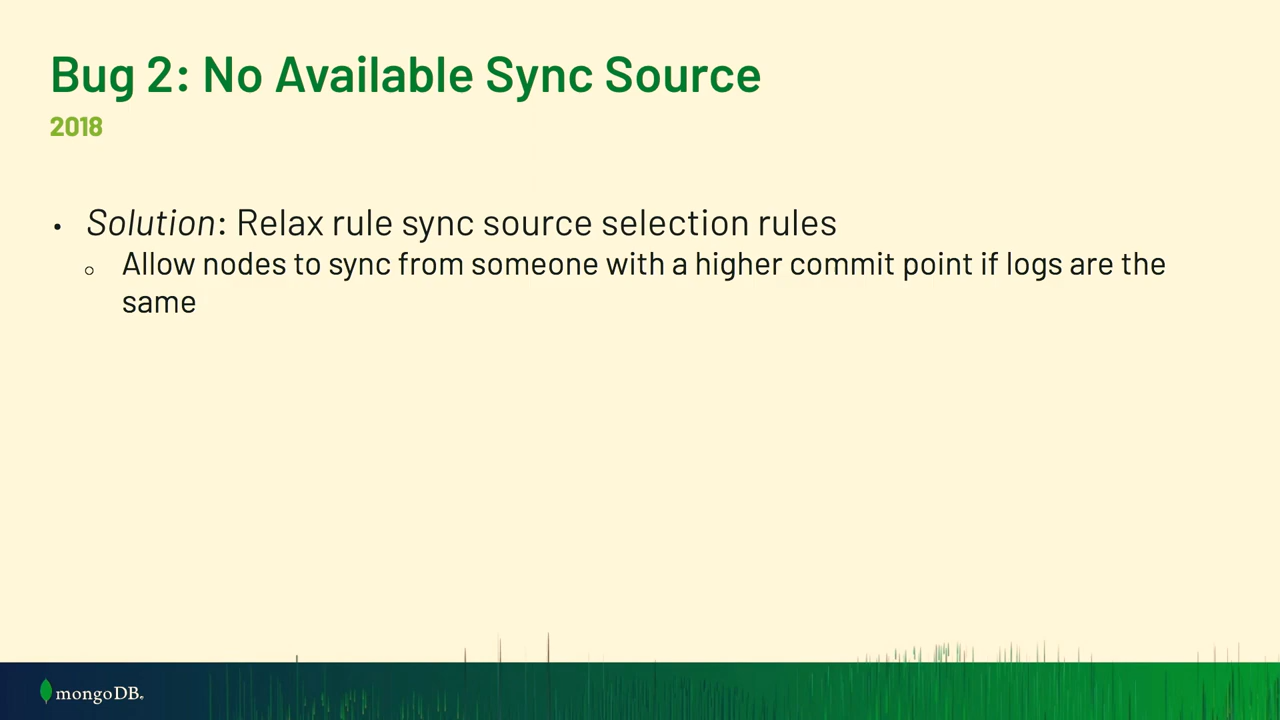 Bug 2: No Available Sync Source
2018
• Solution: Relax rule sync source selection rules
○ Allow nodes to sync from someone with a higher commit point if logs are the
same
mongoDB®